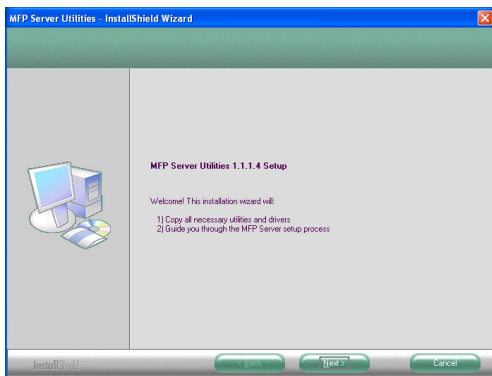 MFP Server Utilities - InstallShield Wizard
MFP Server Utilities 1.1.1.4 Setup
Welcome! This installation wizard will:
1) Copy all necessary utilities and drivers
2) Guide you through the MFP Server setup process
InstallShield
< Back
Next >
Cancel